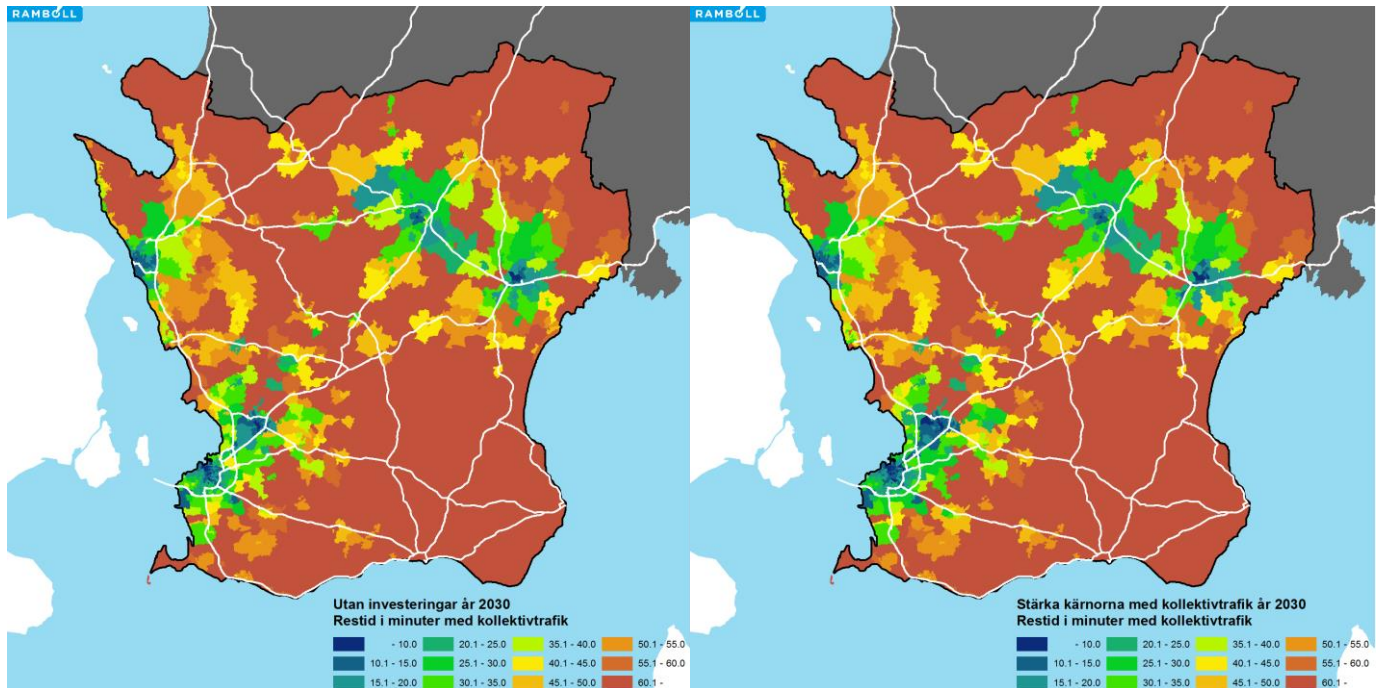 RAMBOLL
Utan investeringar år 2030
Restid i minuter med kollektivtrafik
- 10.0 20.1 - 25.0 35.1 - 40.0 50.1 - 55.0
10.1 - 15.0 25.1 - 30.0 40.1 - 45.0 55.1 - 60.0
15.1 - 20.0 30.1 - 35.0 45.1 - 50.0 60.1 -
RAMBOLL
Stärka kärnorna med kollektivtrafik år 2030
Restid i minuter med kollektivtrafik
- 10.0 20.1 - 25.0 35.1 - 40.0 50.1 - 55.0
10.1 - 15.0 25.1 - 30.0 40.1 - 45.0 55.1 - 60.0
15.1 - 20.0 30.1 - 35.0 45.1 - 50.0 60.1 -